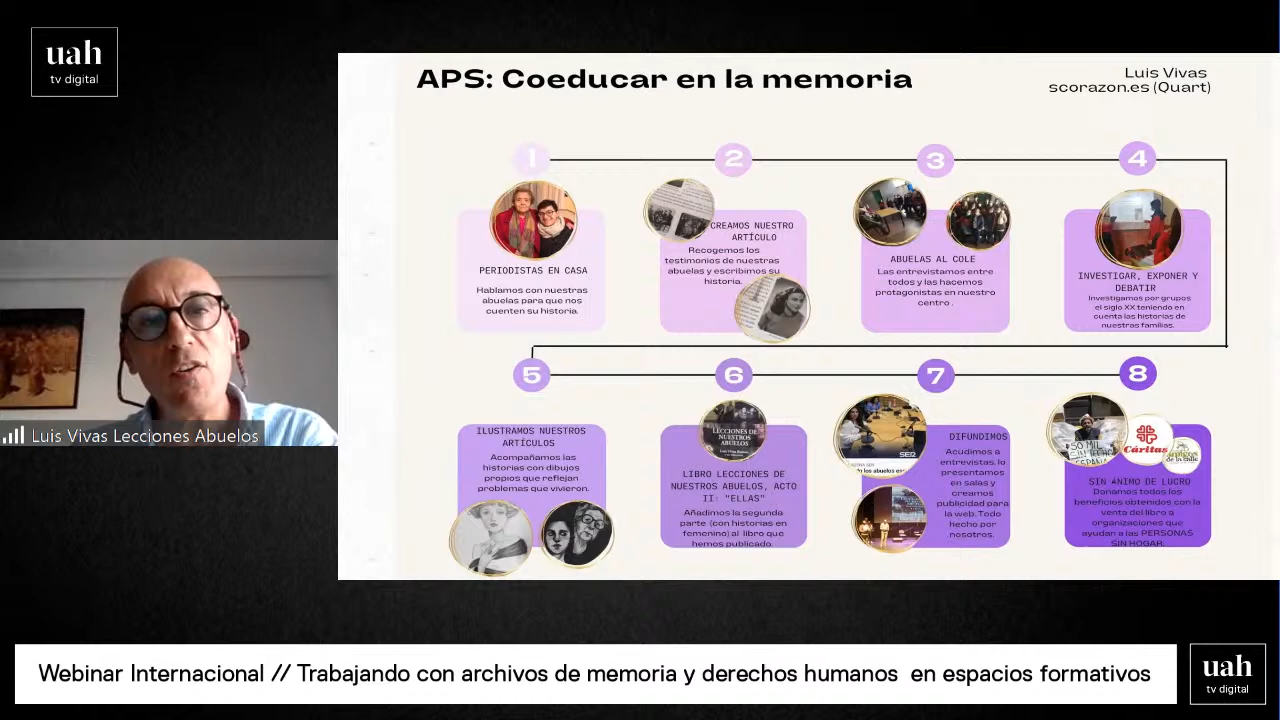 uah
tv digital
APS: Coeducar en la memoria
Luis Vivas
scorazon.es (Quart)
1
2
3
4
PERIODISTAS EN CASA
Hablamos con nuestras
abuelas para que nos
cuenten su historia.
CREAMOS NUESTRO
ARTÍCULO
Recogemos los
testimonios de nuestras
abuelas y escribimos su
historia.
ABUELAS AL COLE
Las entrevistamos entre
todos y las hacemos
protagonistas en nuestro
centro .
INVESTIGAR, EXPONER Y
DEBATIR
Investigamos por grupos
el siglo XX teniendo en
cuenta las historias de
nuestras familias.
5
6
7
8
ILUSTRAMOS NUESTROS
ARTÍCULOS
Acompañamos las
historias con dibujos
propios que reflejan
problemas que vivieron.
LECCIONES DE
NUESTROS ABUELOS
LIBRO LECCIONES DE
NUESTROS ABUELOS, ACTO
II: "ELLAS"
Añadimos la segunda
parte (con historias en
femenino) al libro que
hemos publicado.
SER
DIFUNDIMOS
Acudimos a
entrevistas, lo
presentamos
en salas y
creamos
publicidad para
la web. Todo
hecho por
nosotros.
Cáritas
SIN ÁNIMO DE LUCRO
Donamos todos los
beneficios obtenidos con la
venta del libro a
organizaciones que
ayudan a las PERSONAS
SIN HOGAR.
Luis Vivas Lecciones Abuelos
Webinar Internacional // Trabajando con archivos de memoria y derechos humanos en espacios formativos
uah
tv digital